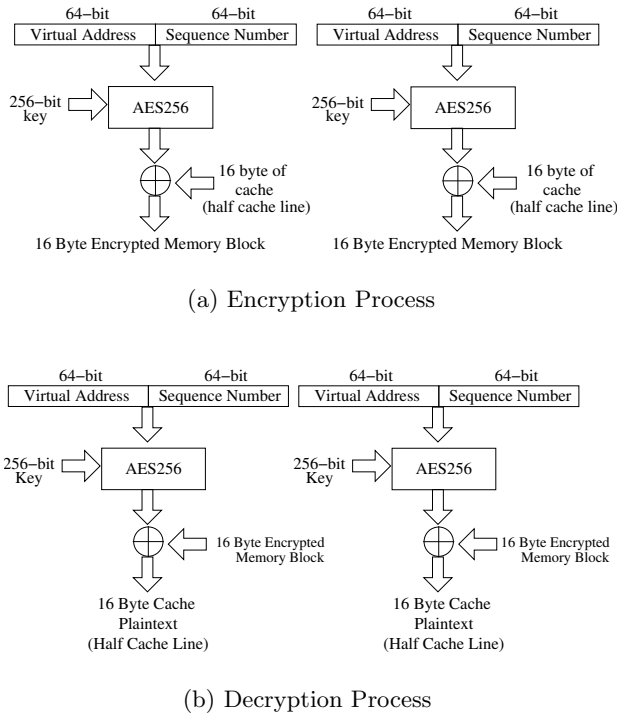 64−bit 64−bit 64−bit 64−bit
Virtual Address Sequence Number Virtual Address Sequence Number
256−bit key AES256 256−bit key AES256
16 byte of cache (half cache line) 16 byte of cache (half cache line)
16 Byte Encrypted Memory Block 16 Byte Encrypted Memory Block
(a) Encryption Process
64−bit 64−bit 64−bit 64−bit
Virtual Address Sequence Number Virtual Address Sequence Number
256−bit Key AES256 256−bit Key AES256
16 Byte Encrypted Memory Block 16 Byte Encrypted Memory Block
16 Byte Cache 16 Byte Cache
Plaintext Plaintext
(Half Cache Line) (Half Cache Line)
(b) Decryption Process